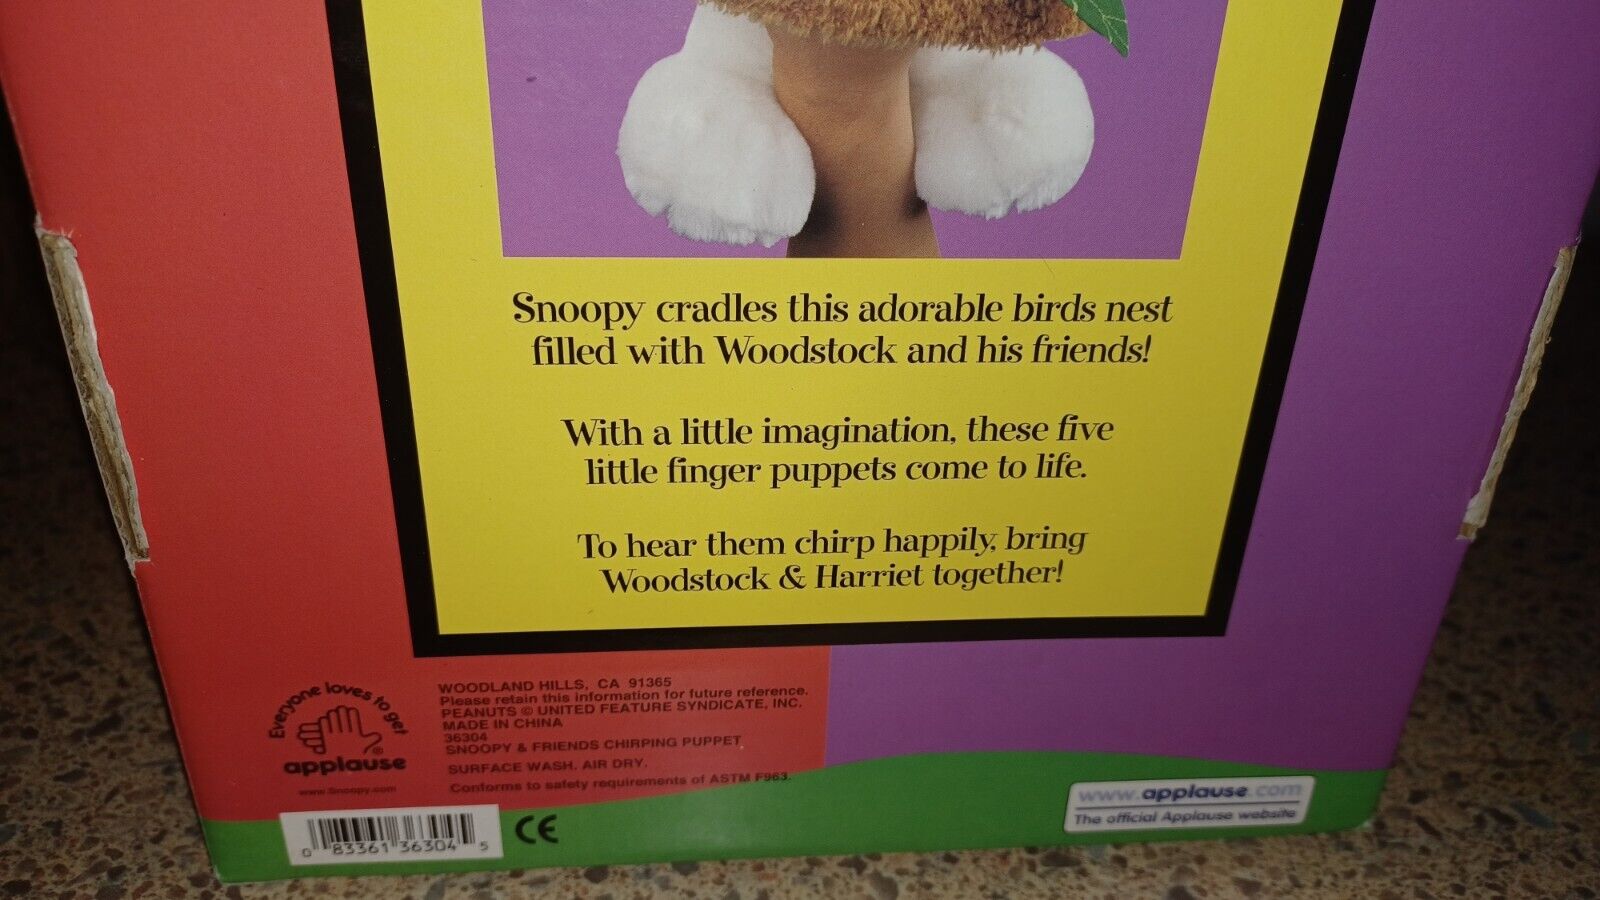 Snoopy cradles this adorable birds nest
filled with Woodstock and his friends!
With a little imagination, these five
little finger puppets come to life.
To hear them chirp happily, bring
Woodstock & Harriet together!
Everyone loves to get
applause
®
www.Snoopy.com
WOODLAND HILLS, CA 91365
Please retain this information for future reference.
PEANUTS © UNITED FEATURE SYNDICATE, INC.
MADE IN CHINA
36304
SNOOPY & FRIENDS CHIRPING PUPPET
SURFACE WASH. AIR DRY.
Conforms to safety requirements of ASTM F963.
0 83361 36304 5
CE
www.applause.com
The official Applause website